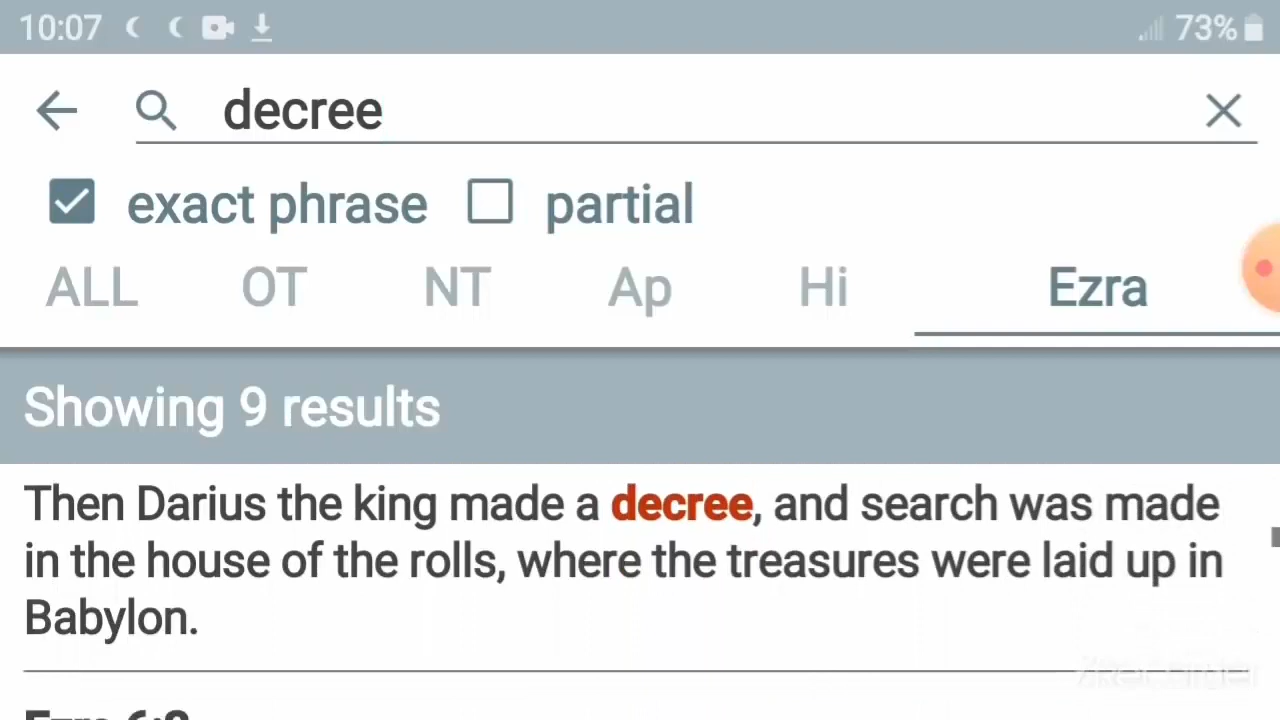 10:07 73%
decree
exact phrase partial
ALL OT NT Ap Hi Ezra
Showing 9 results
Then Darius the king made a decree, and search was made
in the house of the rolls, where the treasures were laid up in
Babylon.